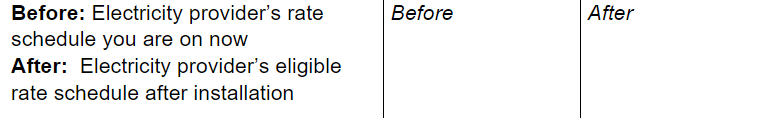 Before: Electricity provider's rate schedule you are on now
After: Electricity provider's eligible rate schedule after installation
Before
After